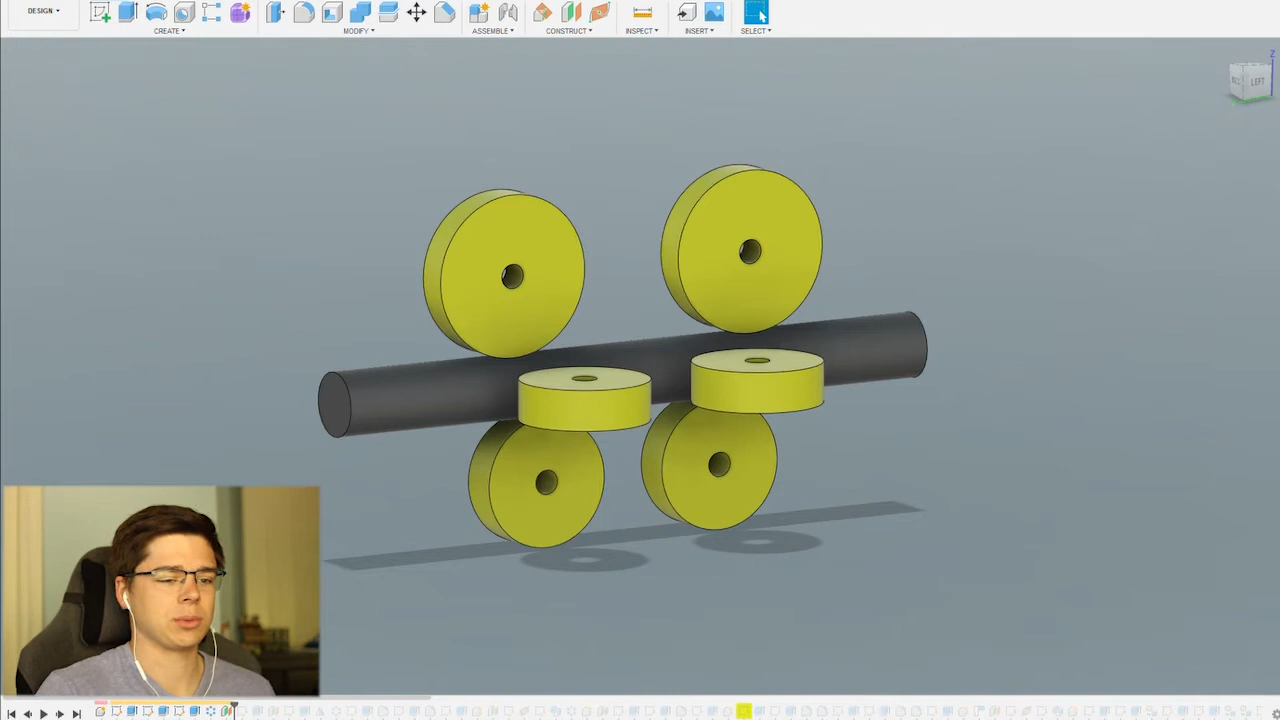 DESIGN
CREATE
MODIFY
ASSEMBLE
CONSTRUCT
INSPECT
INSERT
SELECT
Z
LEFT